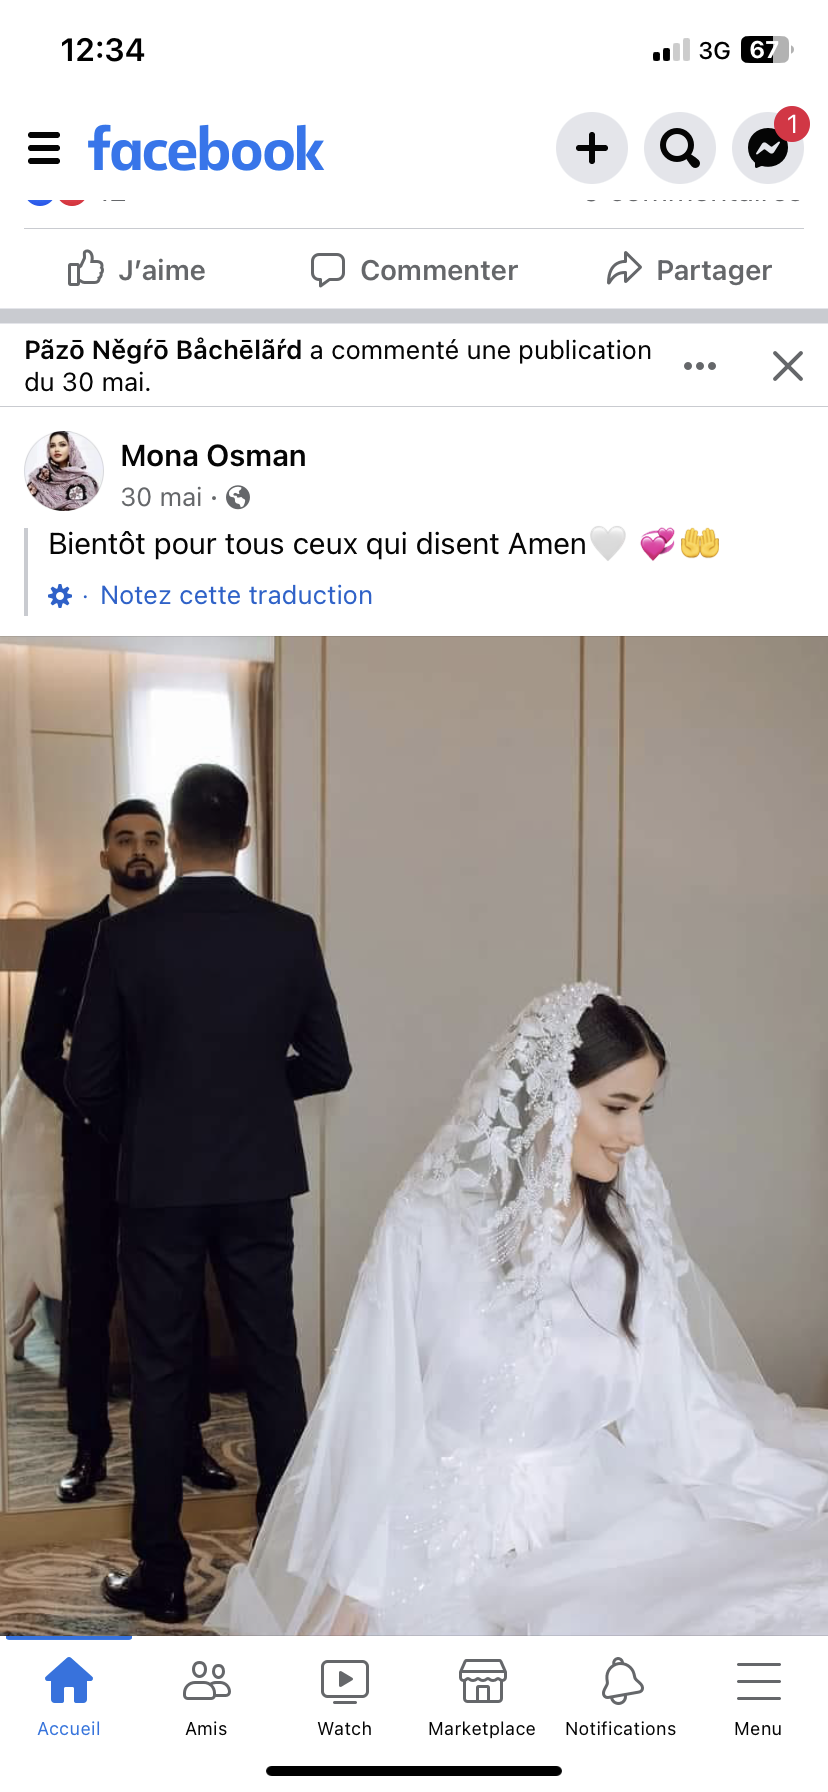 12:34
3G 67
facebook
1
J'aime
Commenter
Partager
Pãzō Něgŕō Båchēlãŕd a commenté une publication
du 30 mai.
Mona Osman
30 mai ·
Bientôt pour tous ceux qui disent Amen🤍 💞🤲
· Notez cette traduction
Accueil
Amis
Watch
Marketplace
Notifications
Menu